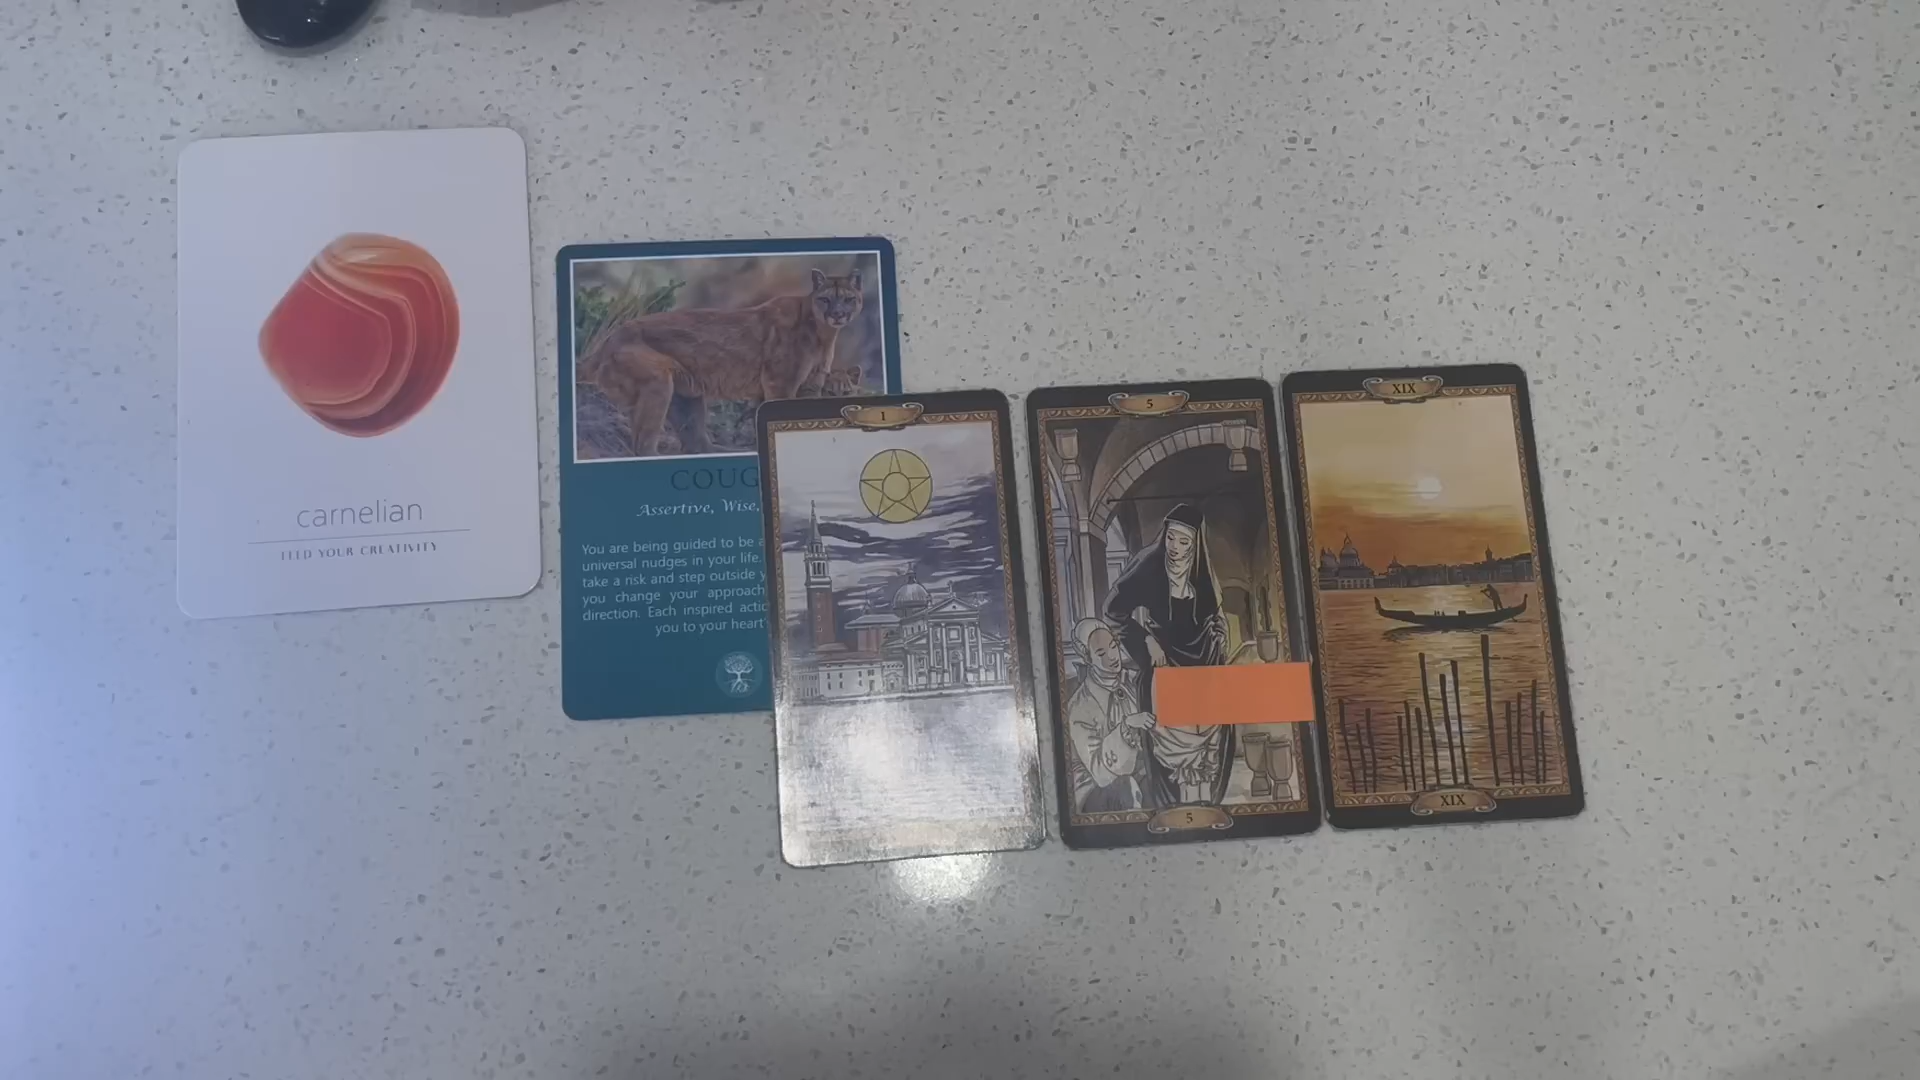 carnelian
FEED YOUR CREATIVITY
COUG
Assertive, Wise,
You are being guided to be
universal nudges in your life.
take a risk and step outside
you change your approach
direction. Each inspired
you to your heart'
1
5
5
XIX
XIX